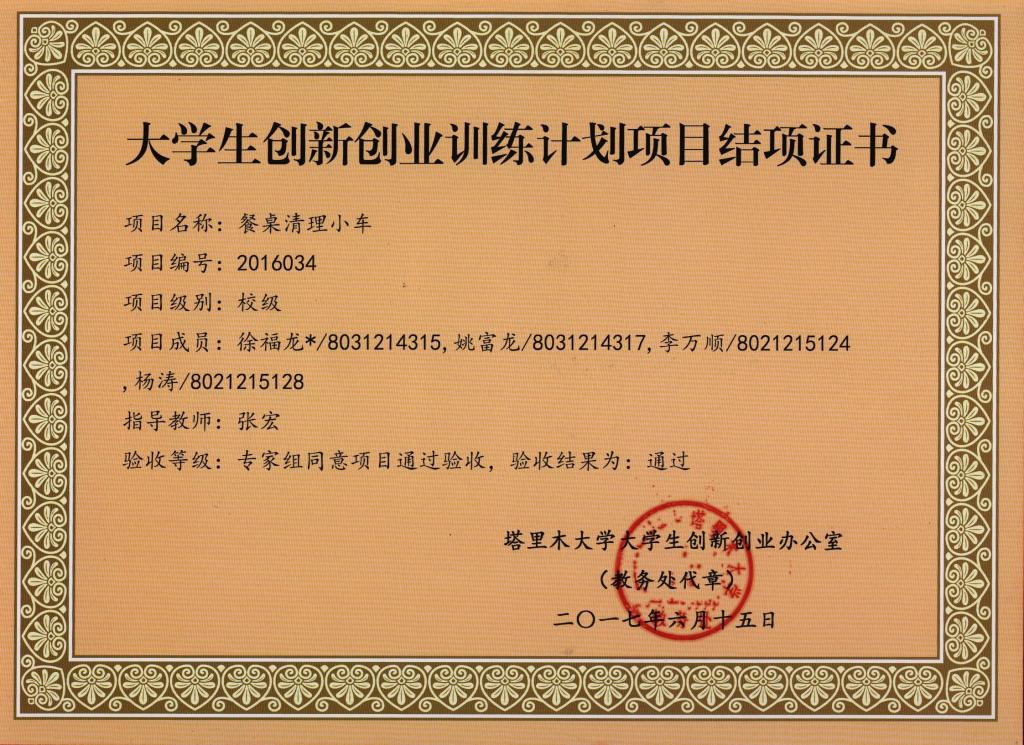 大学生创新创业训练计划项目结项证书
项目名称：餐桌清理小车
项目编号：2016034
项目级别：校级
项目成员：徐福龙*/8031214315,姚富龙/8031214317,李万顺/8021215124
,杨涛/8021215128
指导教师：张宏
验收等级：专家组同意项目通过验收，验收结果为：通过
塔里木大学大学生创新创业办公室
（教务处代章）
二〇一七年六月十五日
塔里木大学